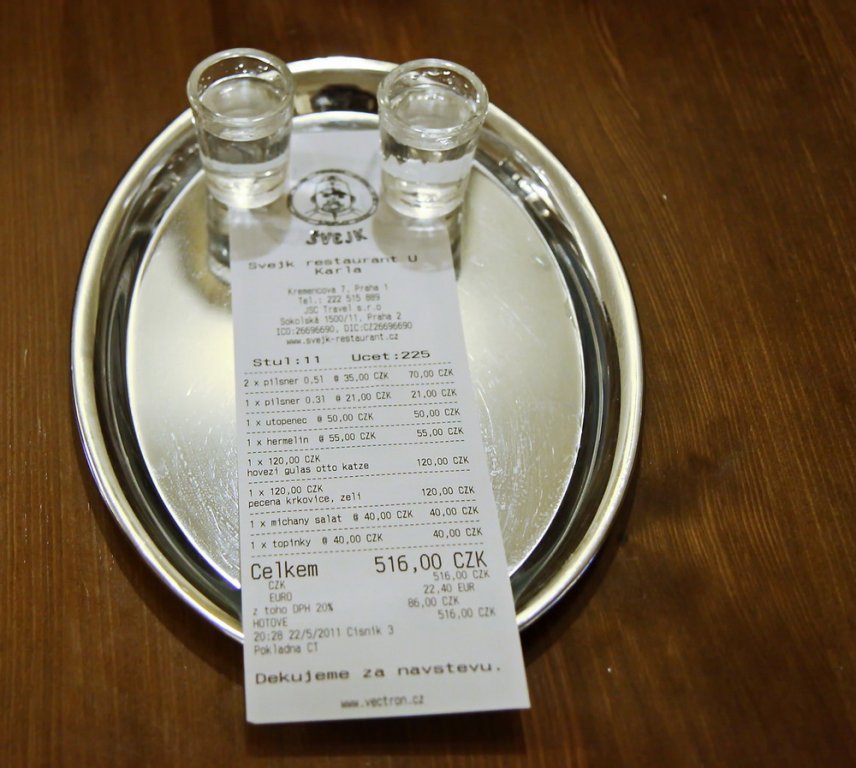 ŠVEJK
Svejk restaurant U
Karla
Kremencova 7, Praha 1
Tel.: 222 515 889
JSC Travel s.r.o
Sokolská 1500/11, Praha 2
ICO:26696690, DIC:CZ26696690
www.svejk-restaurant.cz
Stul:11 Ucet:225
2 x pilsner 0,5l @ 35,00 CZK 70,00 CZK
1 x pilsner 0.3l @ 21,00 CZK 21,00 CZK
1 x utopenec @ 50,00 CZK 50,00 CZK
1 x hermelin @ 55,00 CZK 55,00 CZK
1 x 120,00 CZK
hovezi gulas otto katze 120,00 CZK
1 x 120,00 CZK 120,00 CZK
pecena krkovice, zeli
1 x michany salat @ 40,00 CZK 40,00 CZK
1 x topinky @ 40,00 CZK 40,00 CZK
Celkem 516,00 CZK
CZK 516,00 CZK
EURO 22,40 EUR
z toho DPH 20% 86,00 CZK
HOTOVE 516,00 CZK
20:28 22/5/2011 Cisnik 3
Pokladna C1
Dekujeme za navstevu.
www.vectron.cz